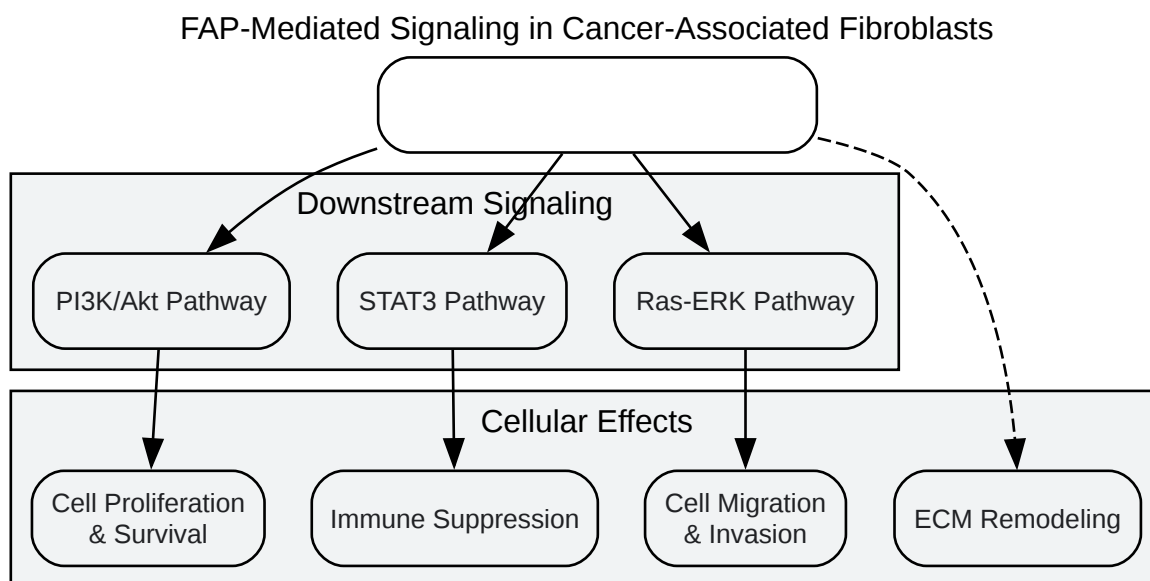 FAP-Mediated Signaling in Cancer-Associated Fibroblasts
Downstream Signaling
PI3K/Akt Pathway
STAT3 Pathway
Ras-ERK Pathway
Cellular Effects
Cell Proliferation
& Survival
Immune Suppression
Cell Migration
& Invasion
ECM Remodeling